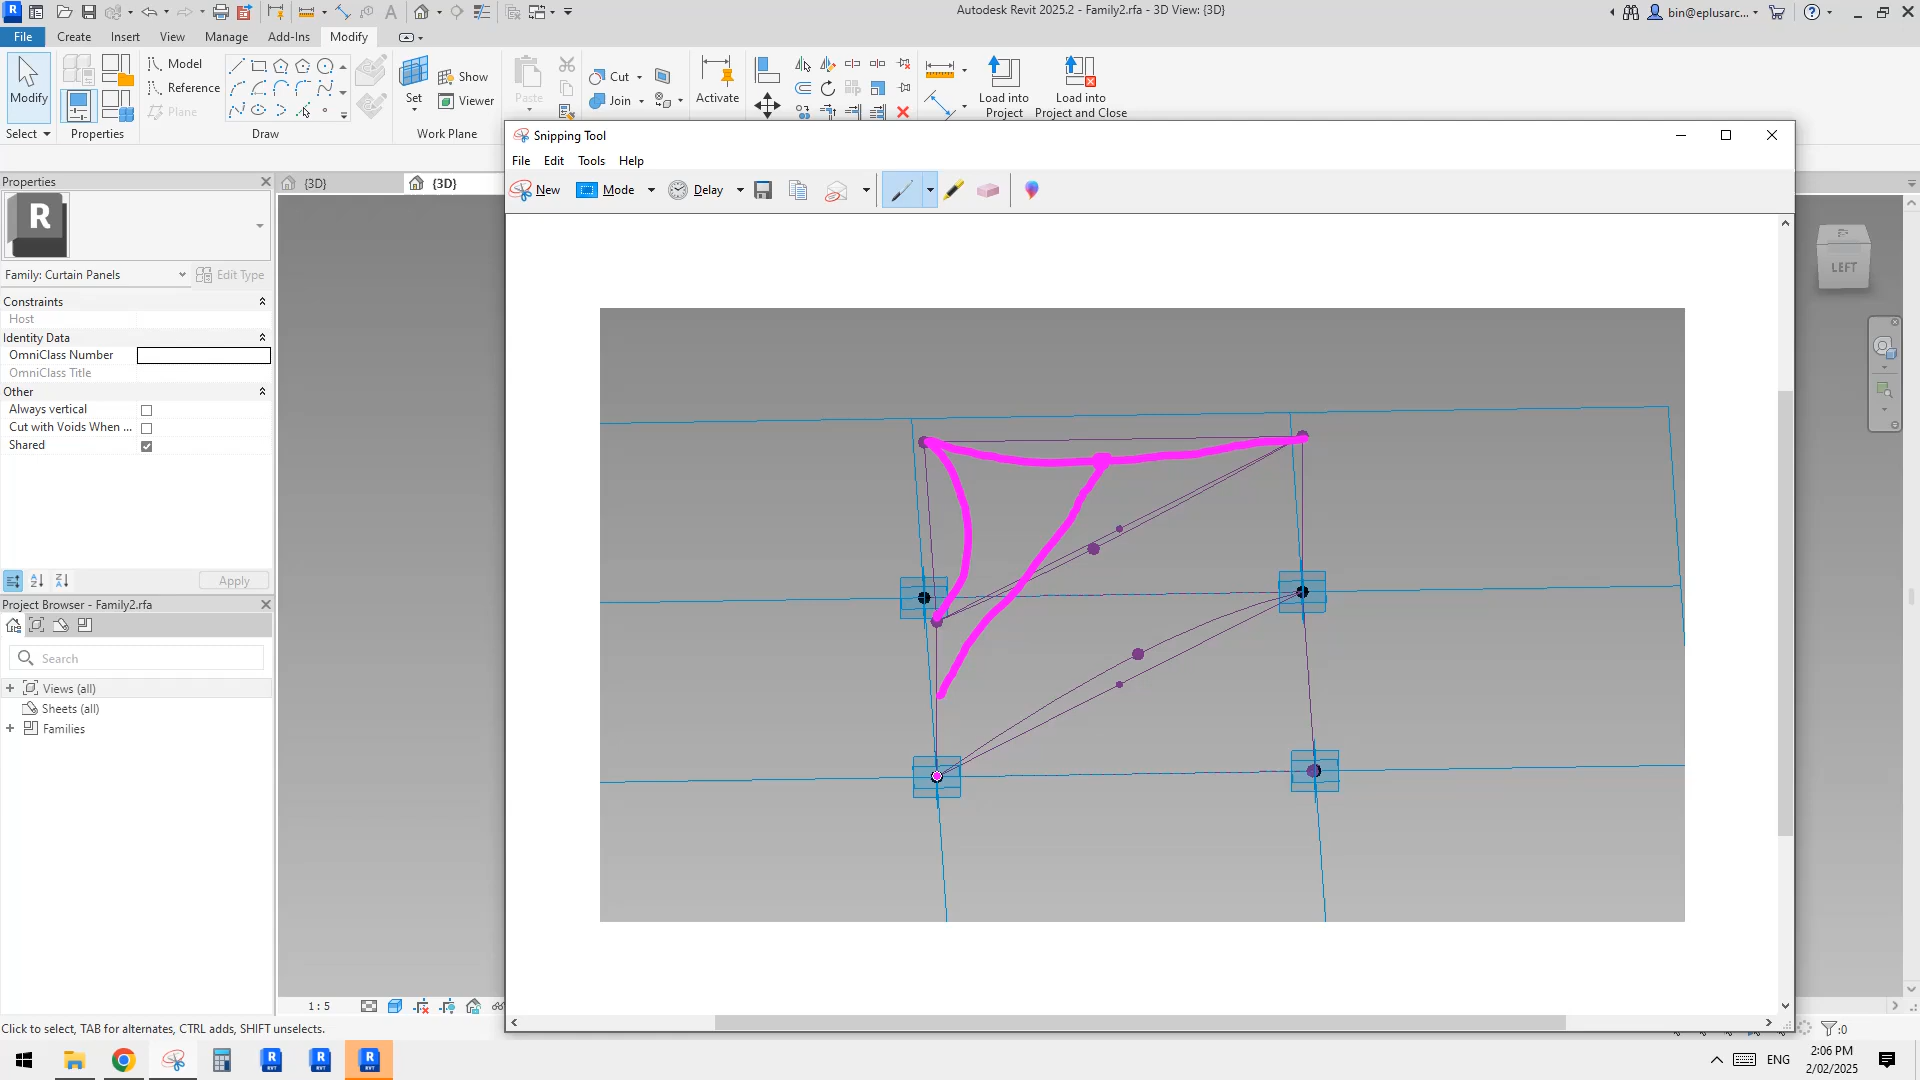 Autodesk Revit 2025.2 - Family2.rfa - 3D View: {3D}
bin@eplusarc...
File Create Insert View Manage Add-Ins Modify
Modify
Select
Properties
Model
Reference
Plane
Draw
Set
Show
Viewer
Work Plane
Paste
Cut
Join
Activate
Load into
Project
Load into
Project and Close
Snipping Tool
File Edit Tools Help
New Mode Delay
Properties
{3D}
{3D}
R
Family: Curtain Panels
Edit Type
Constraints
Host
Identity Data
OmniClass Number
OmniClass Title
Other
Always vertical
Cut with Voids When ...
Shared
Apply
Project Browser - Family2.rfa
Search
Views (all)
Sheets (all)
Families
LEFT
1 : 5
Click to select, TAB for alternates, CTRL adds, SHIFT unselects.
:0
ENG
2:06 PM
2/02/2025